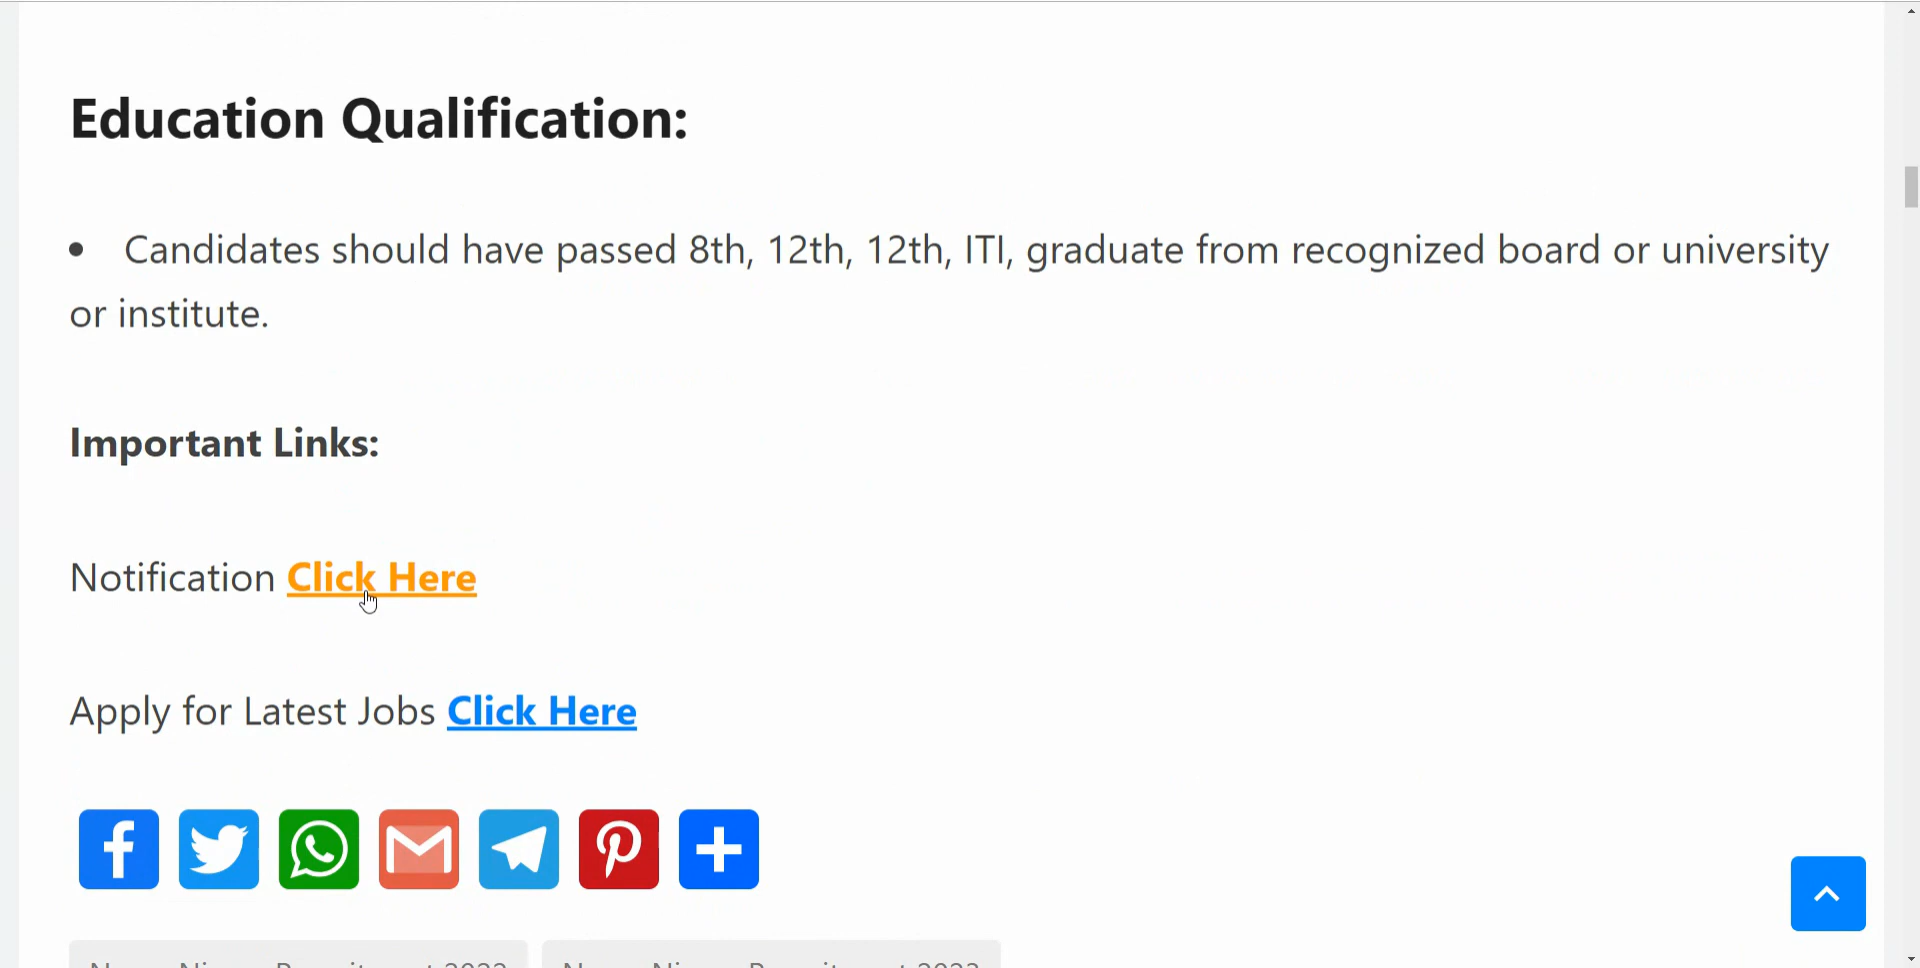 Education Qualification:
• Candidates should have passed 8th, 12th, 12th, ITI, graduate from recognized board or university
or institute.
Important Links:
Notification Click Here
Apply for Latest Jobs Click Here